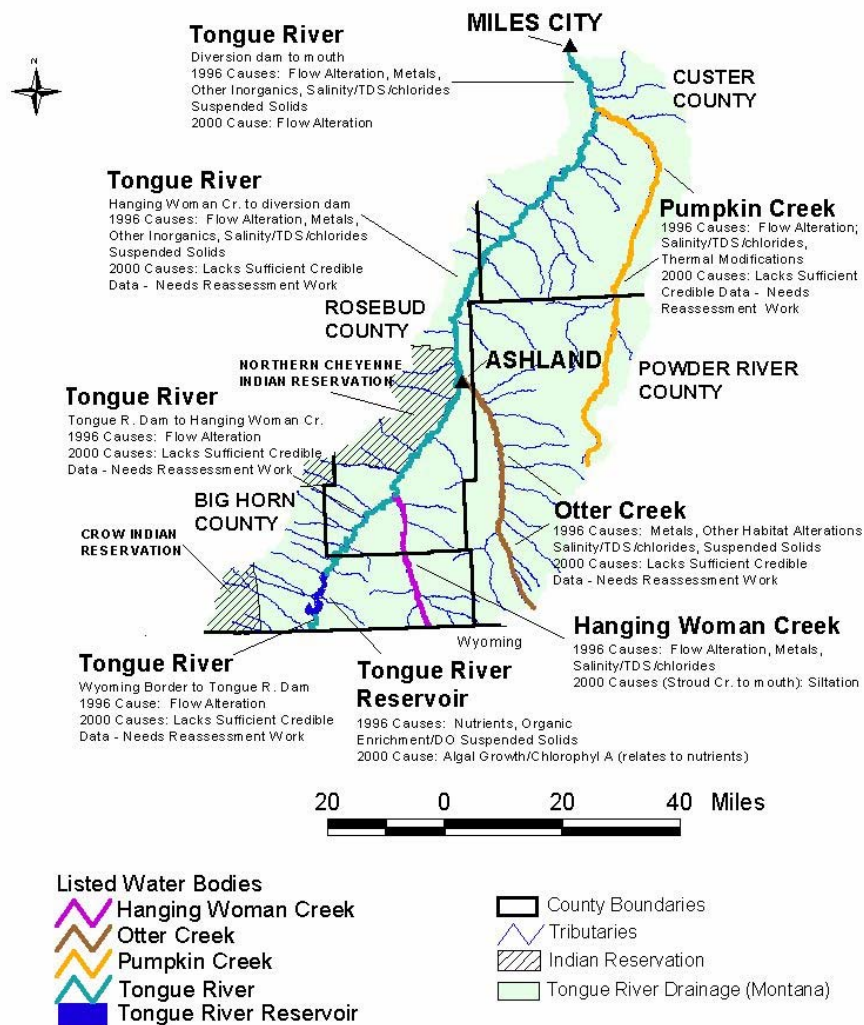 MILES CITY
Tongue River
Diversion dam to mouth
1996 Causes: Flow Alteration, Metals,
Other Inorganics, Salinity/TDS/chlorides
Suspended Solids
2000 Cause: Flow Alteration
N
CUSTER
COUNTY
Tongue River
Hanging Woman Cr. to diversion dam
1996 Causes: Flow Alteration, Metals,
Other Inorganics, Salinity/TDS/chlorides
Suspended Solids
2000 Causes: Lacks Sufficient Credible
Data - Needs Reassessment Work
Pumpkin Creek
1996 Causes: Flow Alteration;
Salinity/TDS/chlorides,
Thermal Modifications
2000 Causes: Lacks Sufficient
Credible Data - Needs
Reassessment Work
ROSEBUD
COUNTY
NORTHERN CHEYENNE
INDIAN RESERVATION
ASHLAND
POWDER RIVER
COUNTY
Tongue River
Tongue R. Dam to Hanging Woman Cr.
1996 Causes: Flow Alteration
2000 Causes: Lacks Sufficient Credible
Data - Needs Reassessment Work
BIG HORN
COUNTY
CROW INDIAN
RESERVATION
Otter Creek
1996 Causes: Metals, Other Habitat Alterations
Salinity/TDS/chlorides, Suspended Solids
2000 Causes: Lacks Sufficient Credible
Data - Needs Reassessment Work
Wyoming
Hanging Woman Creek
1996 Causes: Flow Alteration, Metals,
Salinity/TDS/chlorides
2000 Causes (Stroud Cr. to mouth): Siltation
Tongue River
Wyoming Border to Tongue R. Dam
1996 Cause: Flow Alteration
2000 Causes: Lacks Sufficient Credible
Data - Needs Reassessment Work
Tongue River
Reservoir
1996 Causes: Nutrients, Organic
Enrichment/DO Suspended Solids
2000 Cause: Algal Growth/Chlorophyl A (relates to nutrients)
20 0 20 40 Miles
Listed Water Bodies
Hanging Woman Creek
Otter Creek
Pumpkin Creek
Tongue River
Tongue River Reservoir
County Boundaries
Tributaries
Indian Reservation
Tongue River Drainage (Montana)